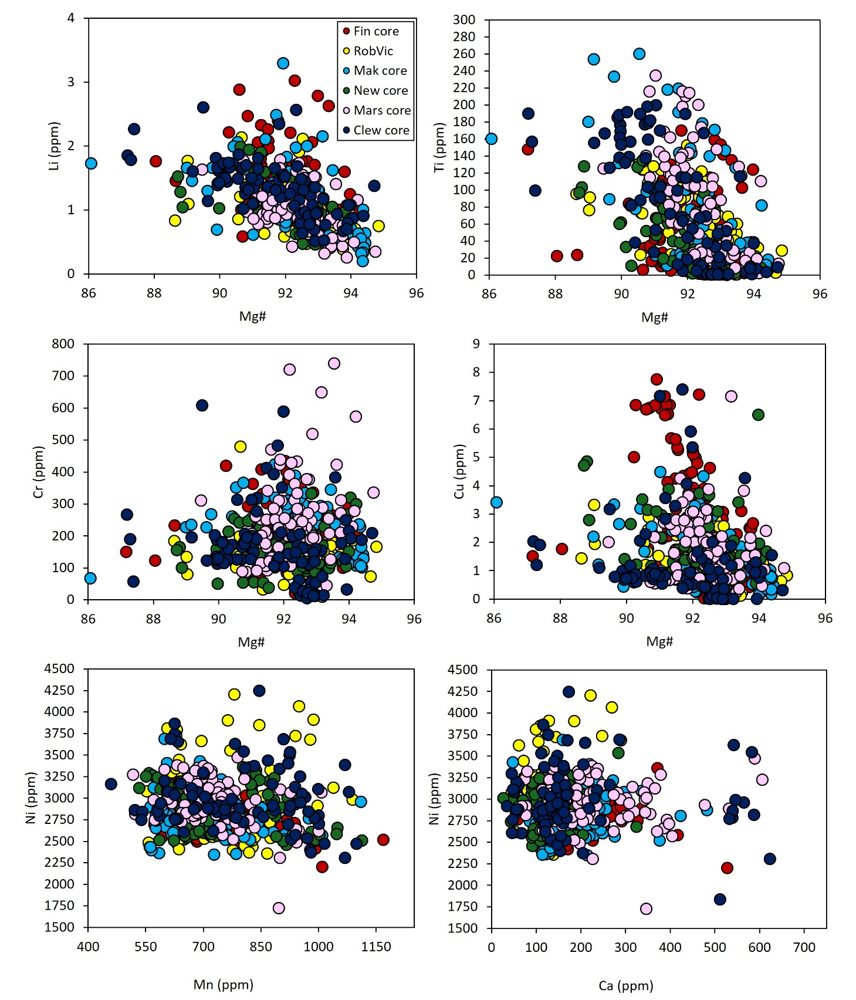 4
3
2
1
0
Li (ppm)
86 88 90 92 94 96
Mg#
Fin core
RobVic
Mak core
New core
Mars core
Clew core
300
280
260
240
220
200
180
160
140
120
100
80
60
40
20
0
Ti (ppm)
86 88 90 92 94 96
Mg#
800
700
600
500
400
300
200
100
0
Cr (ppm)
86 88 90 92 94 96
Mg#
9
8
7
6
5
4
3
2
1
0
Cu (ppm)
86 88 90 92 94 96
Mg#
4500
4250
4000
3750
3500
3250
3000
2750
2500
2250
2000
1750
1500
Ni (ppm)
400 550 700 850 1000 1150
Mn (ppm)
4500
4250
4000
3750
3500
3250
3000
2750
2500
2250
2000
1750
1500
Ni (ppm)
0 100 200 300 400 500 600 700
Ca (ppm)